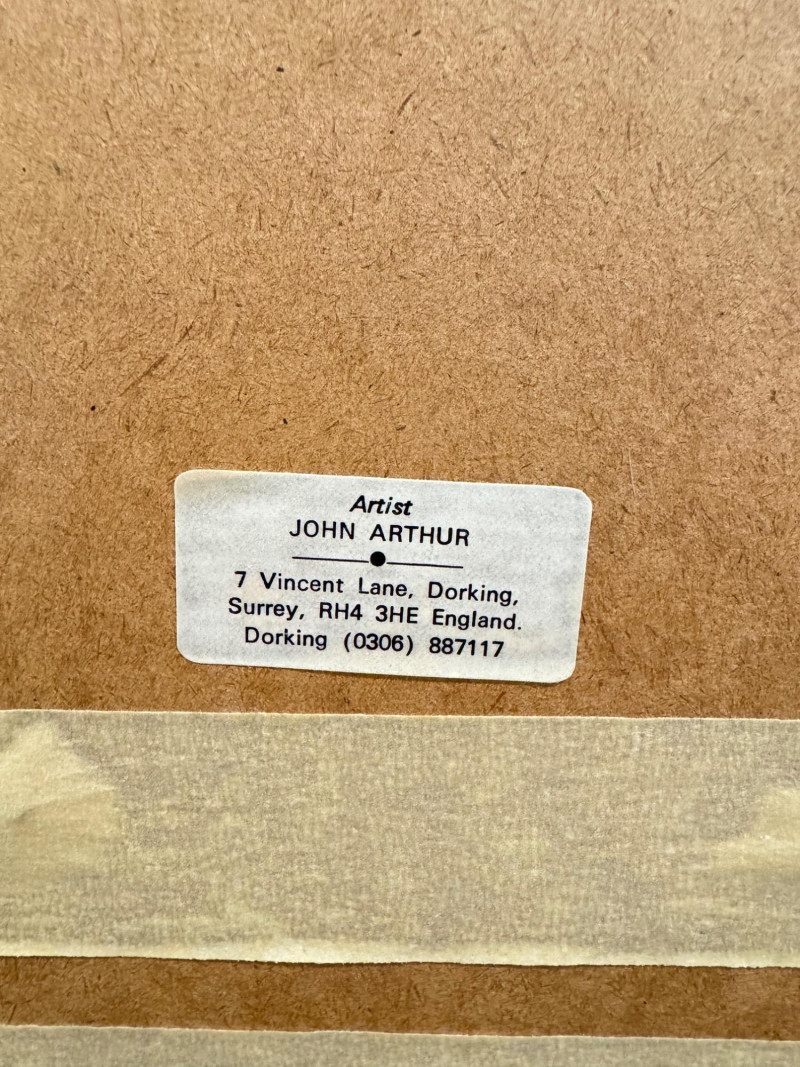 Artist
JOHN ARTHUR
7 Vincent Lane, Dorking,
Surrey, RH4 3HE England.
Dorking (0306) 887117